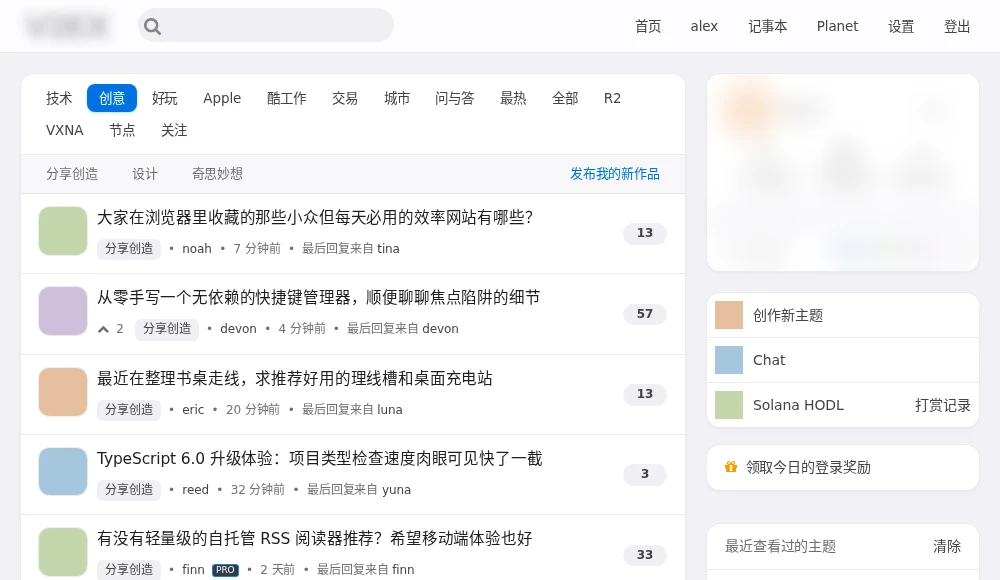 首页 alex 记事本 Planet 设置 登出
技术 创意 好玩 Apple 酷工作 交易 城市 问与答 最热 全部 R2
VXNA 节点 关注
分享创造 设计 奇思妙想 发布我的新作品
大家在浏览器里收藏的那些小众但每天必用的效率网站有哪些？
13
分享创造 • noah • 7 分钟前 • 最后回复来自 tina
从零手写一个无依赖的快捷键管理器，顺便聊聊焦点陷阱的细节
57
2 分享创造 • devon • 4 分钟前 • 最后回复来自 devon
最近在整理书桌走线，求推荐好用的理线槽和桌面充电站
13
分享创造 • eric • 20 分钟前 • 最后回复来自 luna
TypeScript 6.0 升级体验：项目类型检查速度肉眼可见快了一截
3
分享创造 • reed • 32 分钟前 • 最后回复来自 yuna
有没有轻量级的自托管 RSS 阅读器推荐？希望移动端体验也好
33
分享创造 • finn PRO • 2 天前 • 最后回复来自 finn
创作新主题
Chat
Solana HODL 打赏记录
领取今日的登录奖励
最近查看过的主题 清除